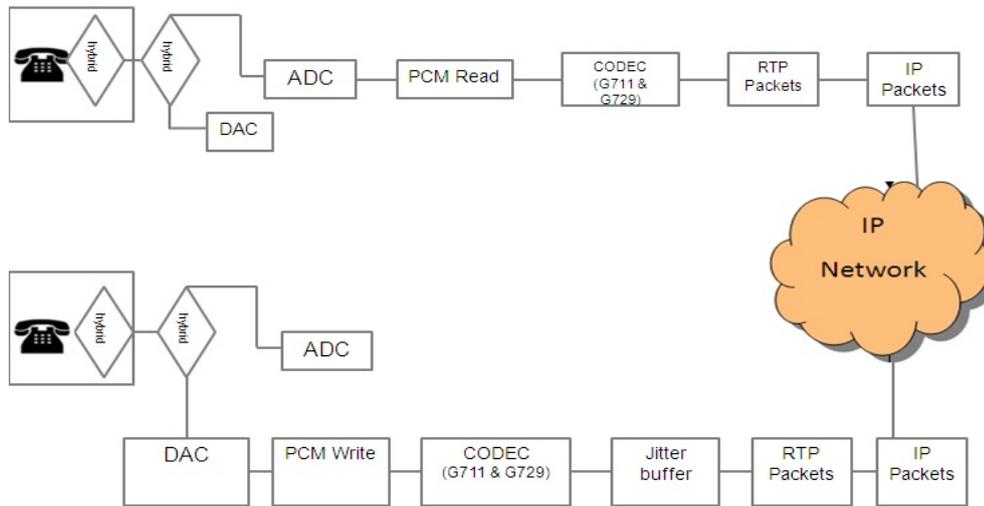 hybrid
hybrid
ADC
PCM Read
CODEC
(G711 &
G729)
RTP
Packets
IP
Packets
DAC
IP
Network
hybrid
hybrid
ADC
DAC
PCM Write
CODEC
(G711 & G729)
Jitter
buffer
RTP
Packets
IP
Packets